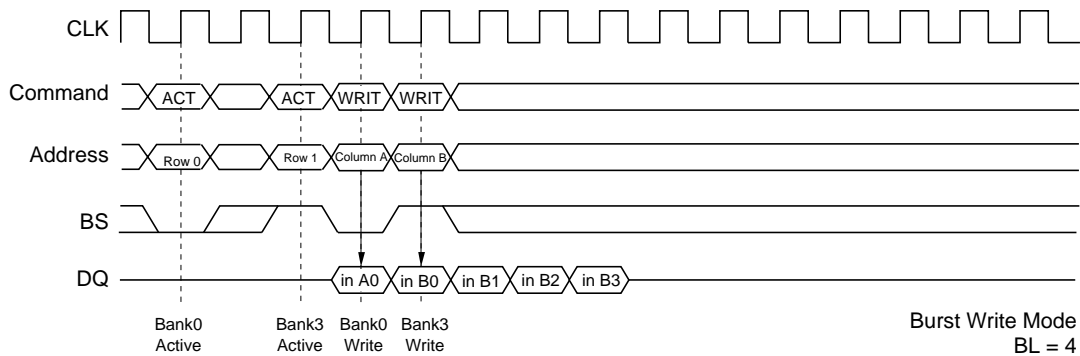 CLK
Command ACT ACT WRIT WRIT
Address Row 0 Row 1 Column A Column B
BS
DQ in A0 in B0 in B1 in B2 in B3
Bank0 Bank3 Bank0 Bank3
Active Active Write Write
Burst Write Mode
BL = 4